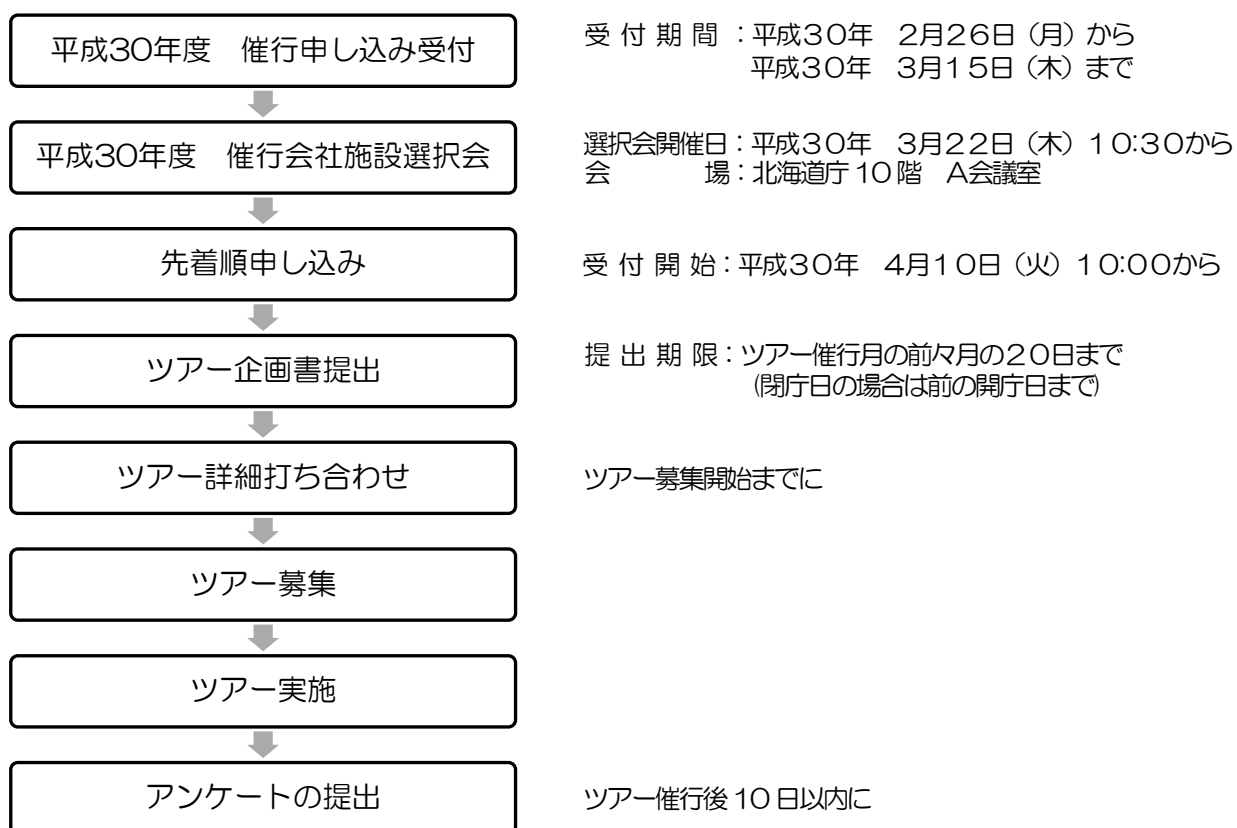 平成30年度　催行申し込み受付
受 付 期 間 ：平成30年　2月26日（月）から
平成30年　3月15日（木）まで
平成30年度　催行会社施設選択会
選択会開催日：平成30年　3月22日（木）10:30から
会　　　　場：北海道庁10階　A会議室
先着順申し込み
受 付 開 始：平成30年　4月10日（火）10:00から
ツアー企画書提出
提 出 期 限：ツアー催行月の前々月の20日まで
(閉庁日の場合は前の開庁日まで)
ツアー詳細打ち合わせ
ツアー募集開始までに
ツアー募集
ツアー実施
アンケートの提出
ツアー催行後10日以内に